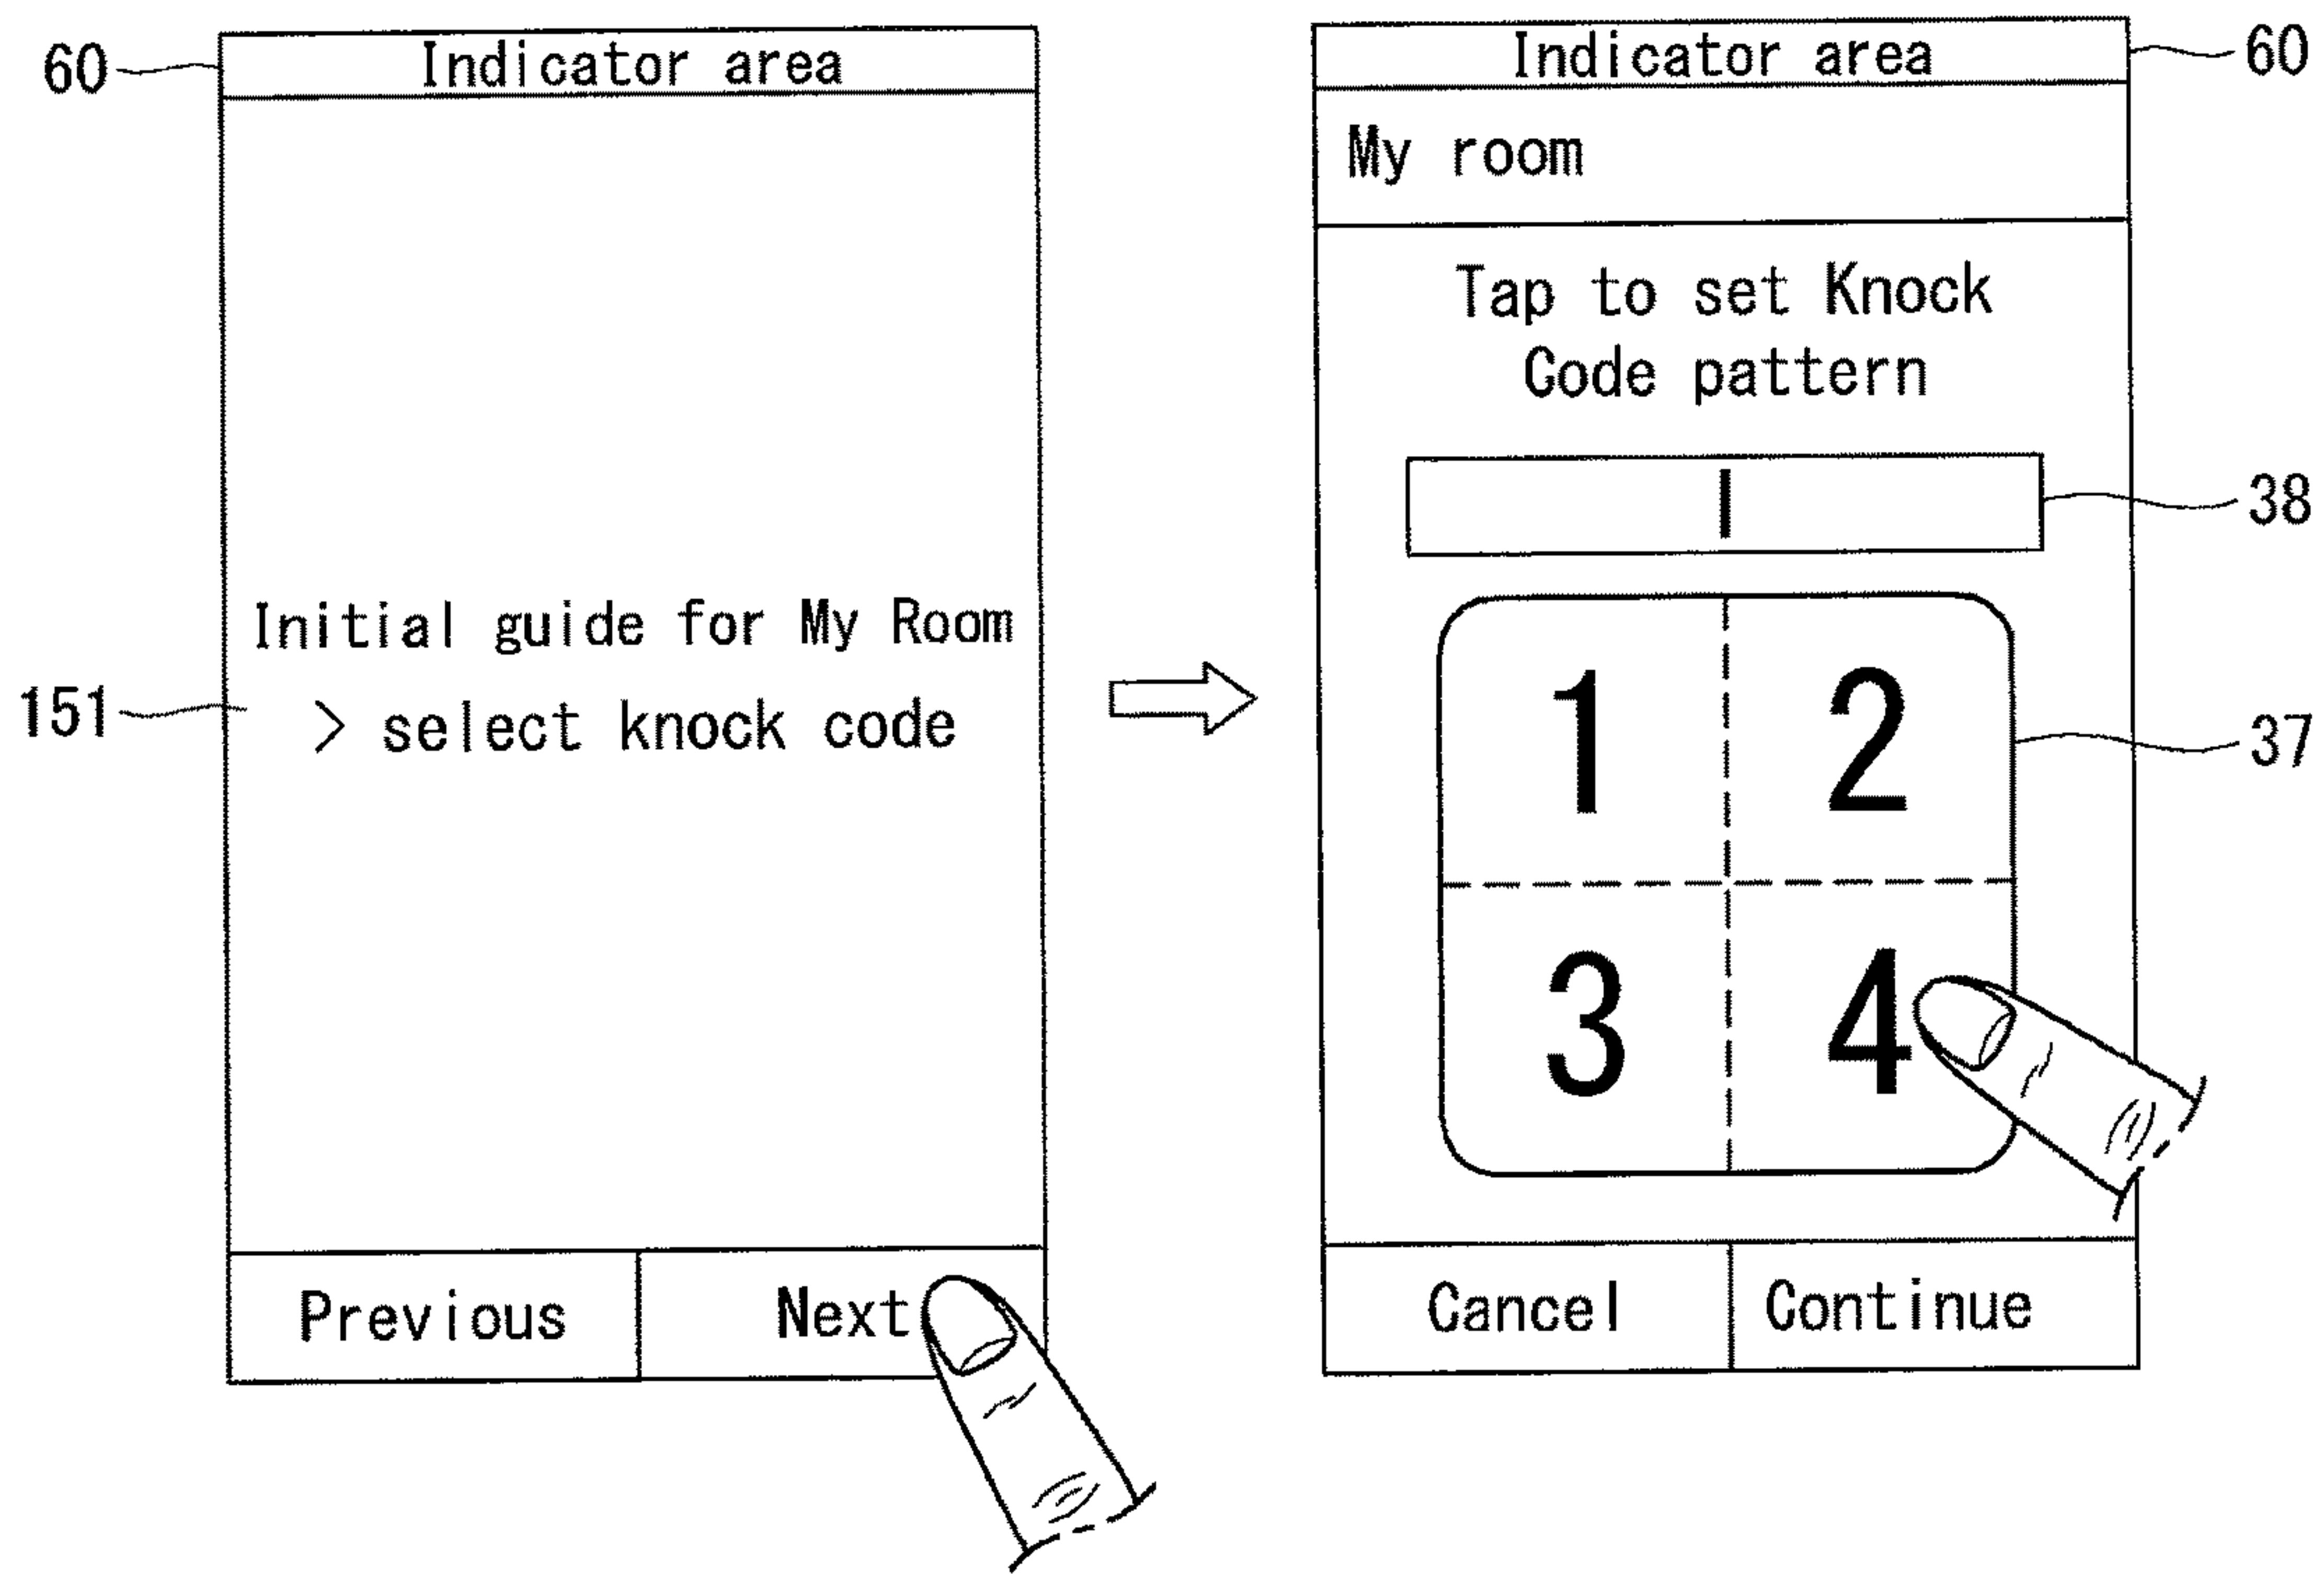 60
Indicator area
Initial guide for My Room
> select knock code
151
Previous
Next
Indicator area
60
My room
Tap to set Knock
Code pattern
38
1 2
37
3 4
Cancel
Continue